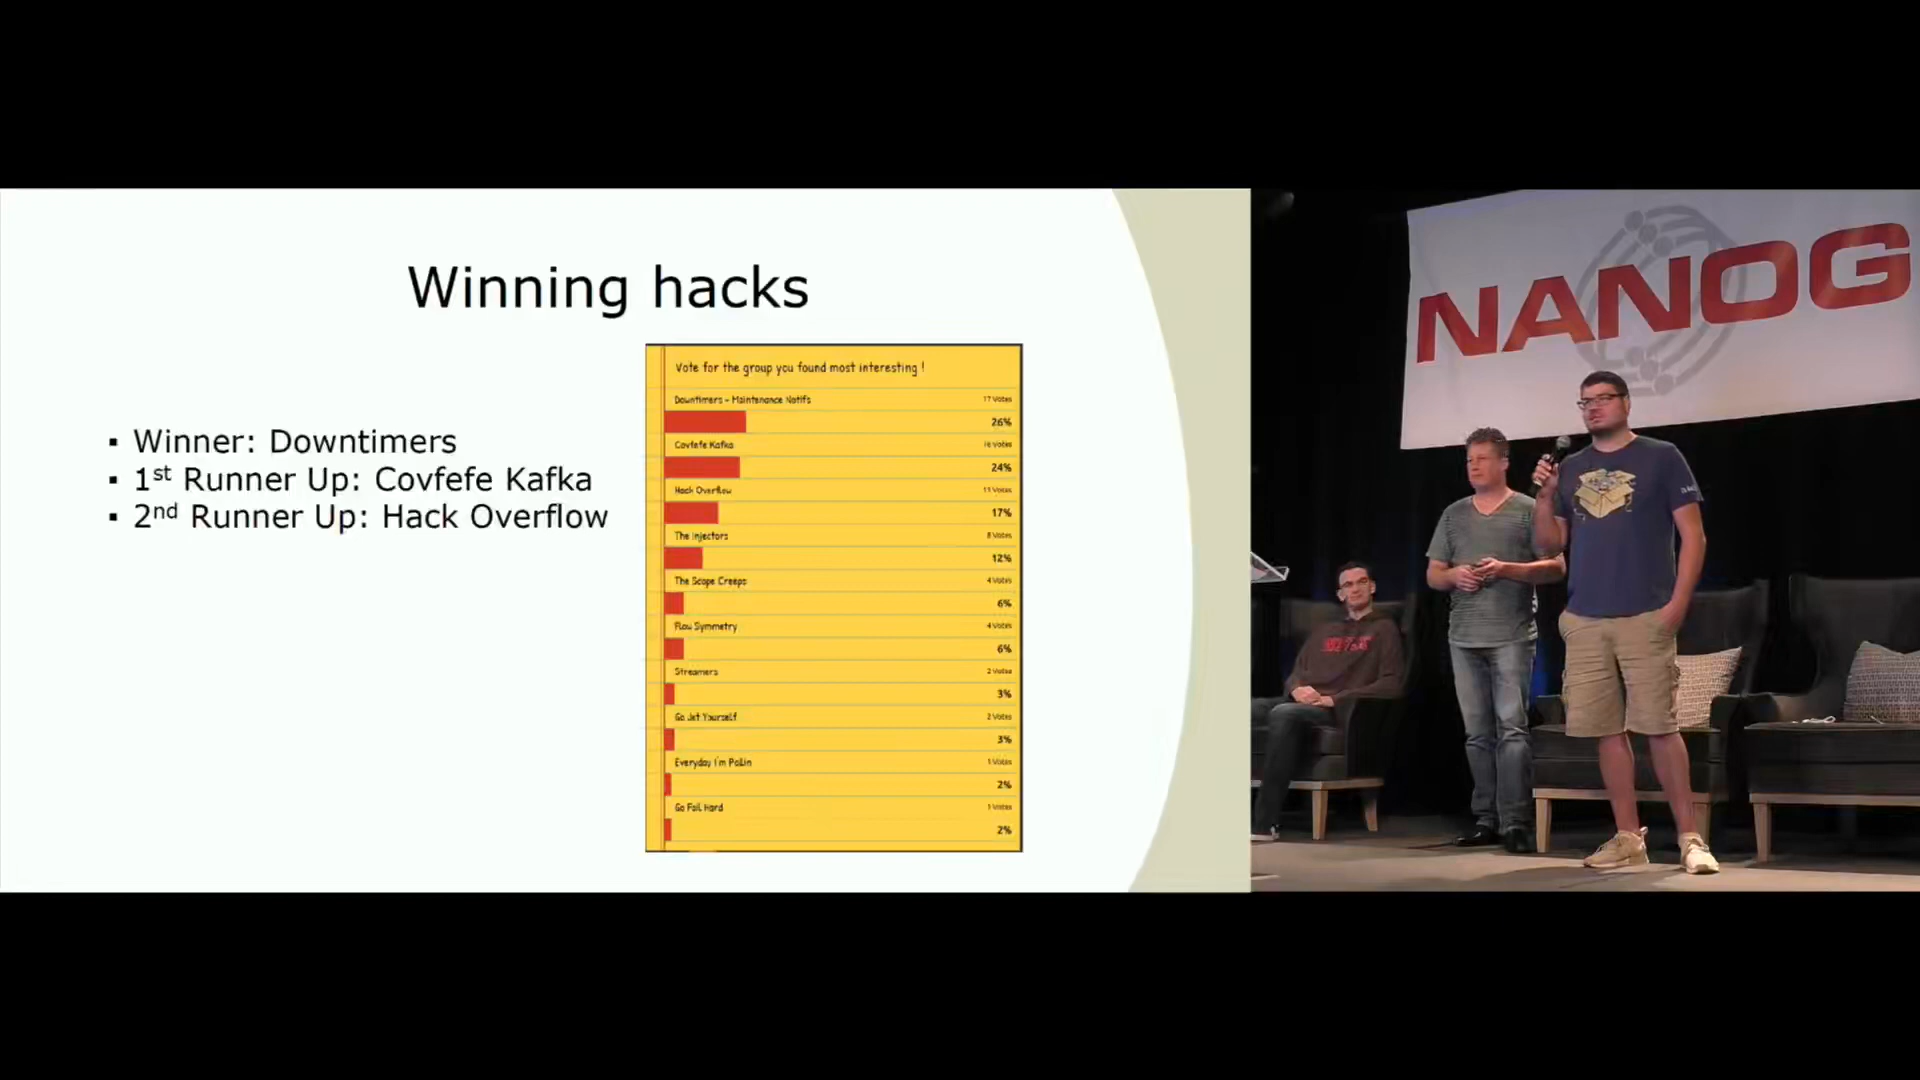 Winning hacks
▪ Winner: Downtimers
▪ 1st Runner Up: Covfefe Kafka
▪ 2nd Runner Up: Hack Overflow
Vote for the group you found most interesting !
Downtimers - Maintenance Notifs 17 Votes
26%
Covfefe Kafka 16 Votes
24%
Hack Overflow 11 Votes
17%
The Injectors 8 Votes
12%
The Scope Creeps 4 Votes
6%
Flow Symmetry 4 Votes
6%
Streamers 2 Votes
3%
Go Jet Yourself 2 Votes
3%
Everyday I'm Pollin 1 Votes
2%
Go Fail Hard 1 Votes
2%
NANOG